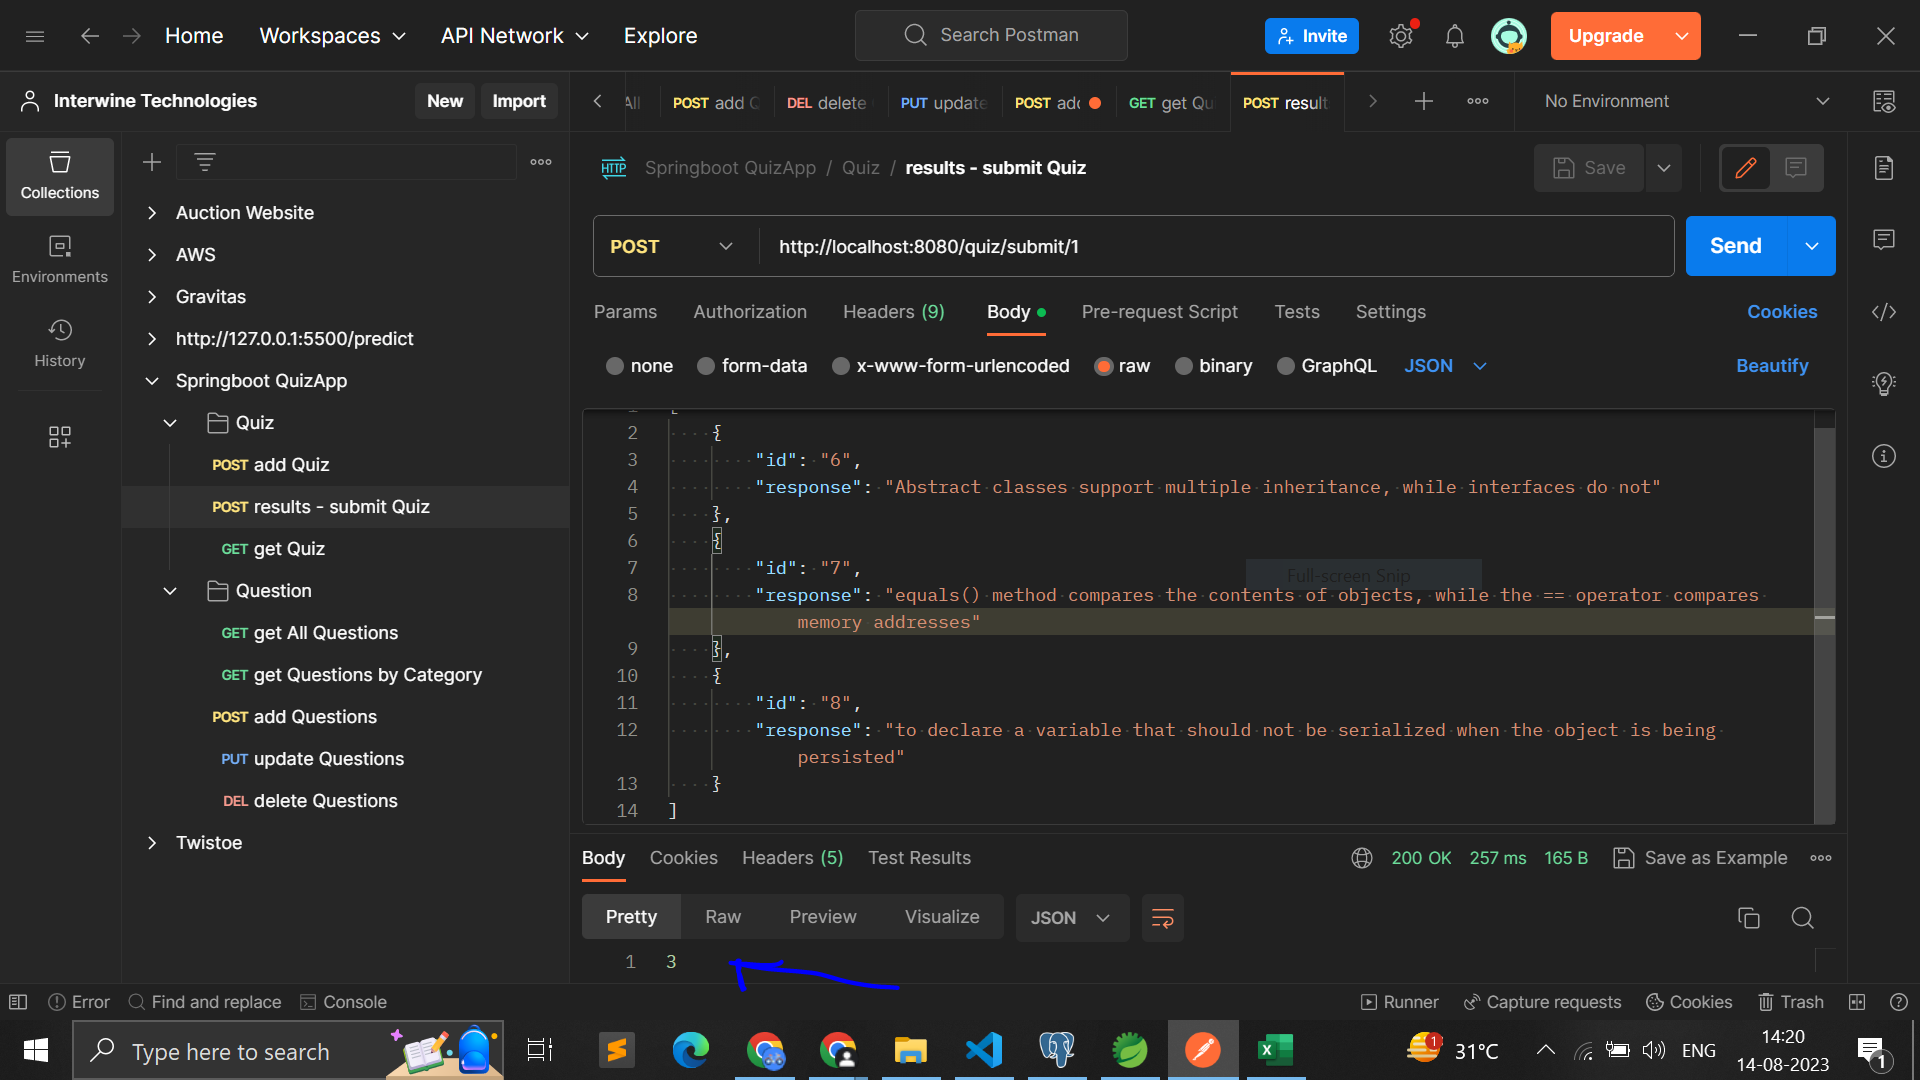 Home
Workspaces
API Network
Explore
Search Postman
Invite
Upgrade
Interwine Technologies
New
Import
All
POST add Q
DEL delete
PUT update
POST add
GET get Qu
POST result
No Environment
Collections
Environments
History
Auction Website
AWS
Gravitas
http://127.0.0.1:5500/predict
Springboot QuizApp
Quiz
POST add Quiz
POST results - submit Quiz
GET get Quiz
Question
GET get All Questions
GET get Questions by Category
POST add Questions
PUT update Questions
DEL delete Questions
Twistoe
HTTP Springboot QuizApp / Quiz / results - submit Quiz
Save
POST
http://localhost:8080/quiz/submit/1
Send
Params Authorization Headers (9) Body Pre-request Script Tests Settings
Cookies
none form-data x-www-form-urlencoded raw binary GraphQL JSON
Beautify
2 {
3 "id": "6",
4 "response": "Abstract classes support multiple inheritance, while interfaces do not"
5 },
6 {
7 "id": "7",
Full-screen Snip
8 "response": "equals() method compares the contents of objects, while the == operator compares
memory addresses"
9 },
10 {
11 "id": "8",
12 "response": "to declare a variable that should not be serialized when the object is being
persisted"
13 }
14 ]
Body Cookies Headers (5) Test Results
200 OK 257 ms 165 B Save as Example
Pretty Raw Preview Visualize JSON
1 3
Error Find and replace Console
Runner Capture requests Cookies Trash
Type here to search
1
31°C
ENG
14:20
14-08-2023
1